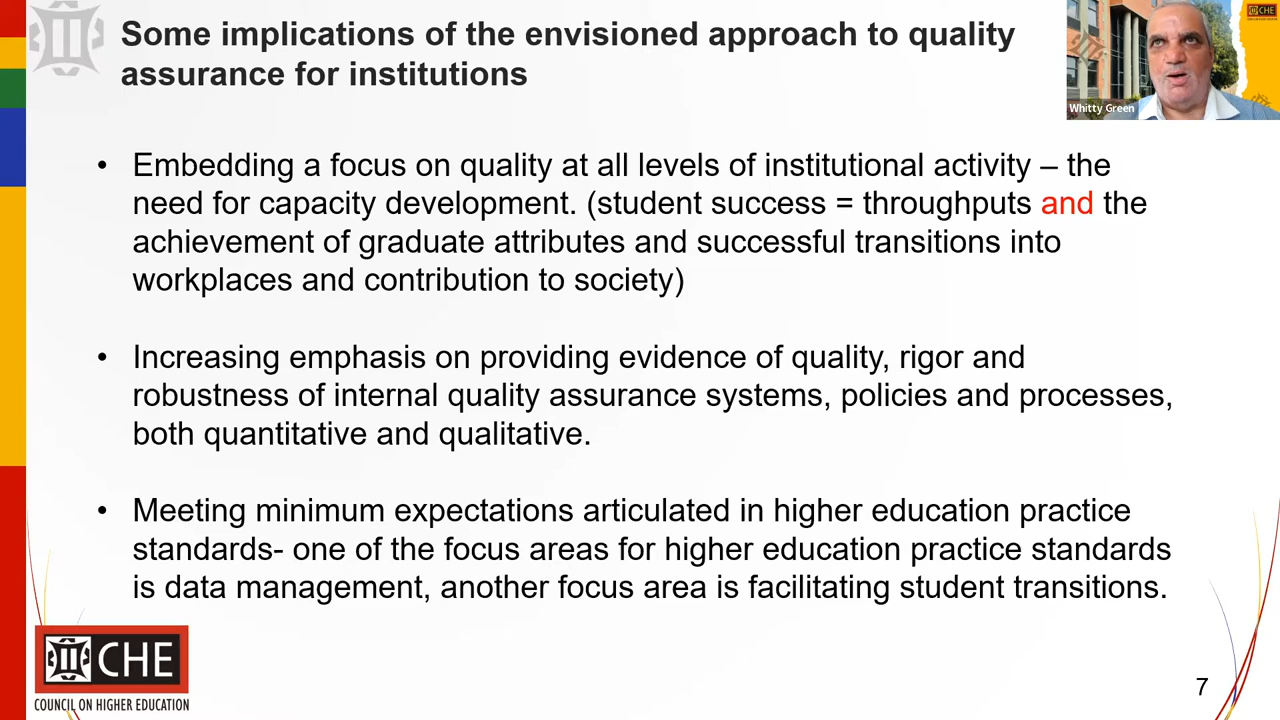 Some implications of the envisioned approach to quality
assurance for institutions
CHE
Whitty Green
• Embedding a focus on quality at all levels of institutional activity – the
need for capacity development. (student success = throughputs and the
achievement of graduate attributes and successful transitions into
workplaces and contribution to society)
• Increasing emphasis on providing evidence of quality, rigor and
robustness of internal quality assurance systems, policies and processes,
both quantitative and qualitative.
• Meeting minimum expectations articulated in higher education practice
standards- one of the focus areas for higher education practice standards
is data management, another focus area is facilitating student transitions.
CHE
COUNCIL ON HIGHER EDUCATION
7